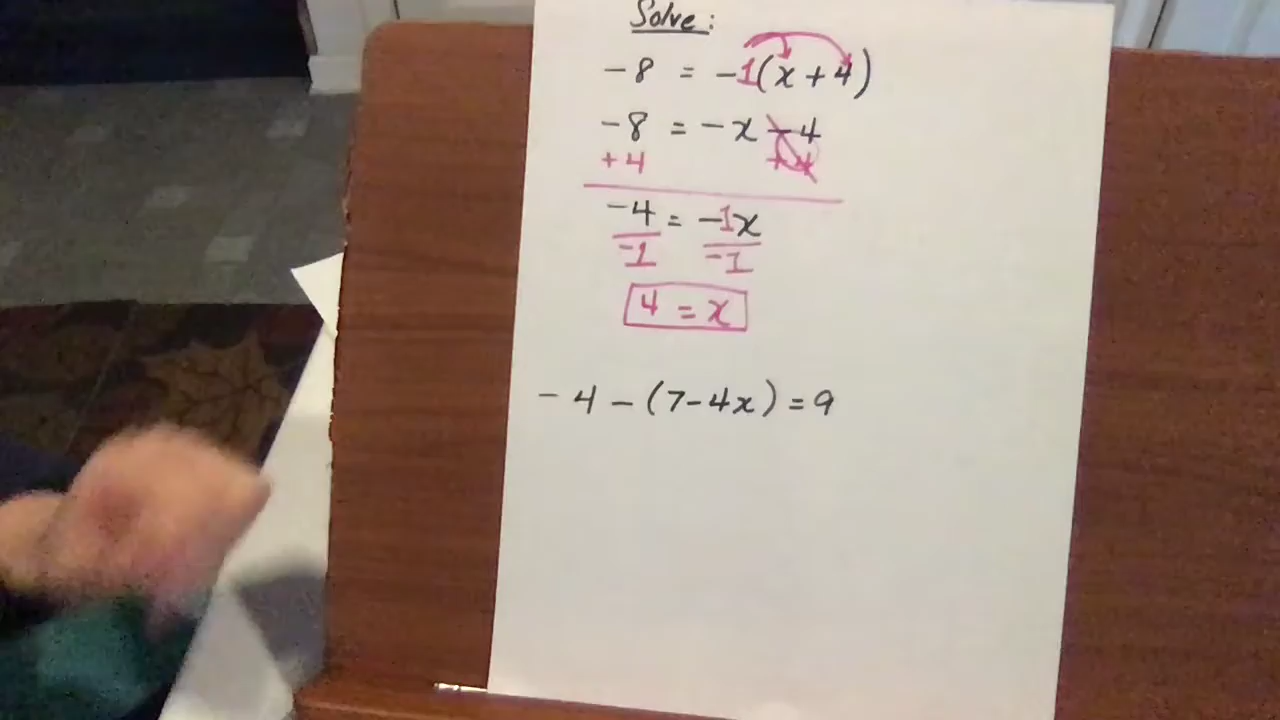 Solve:
-8 = -1(x+4)
-8 = -x -4
+4 +4
-4 = -1x
-1 -1
4 = x
-4-(7-4x)=9